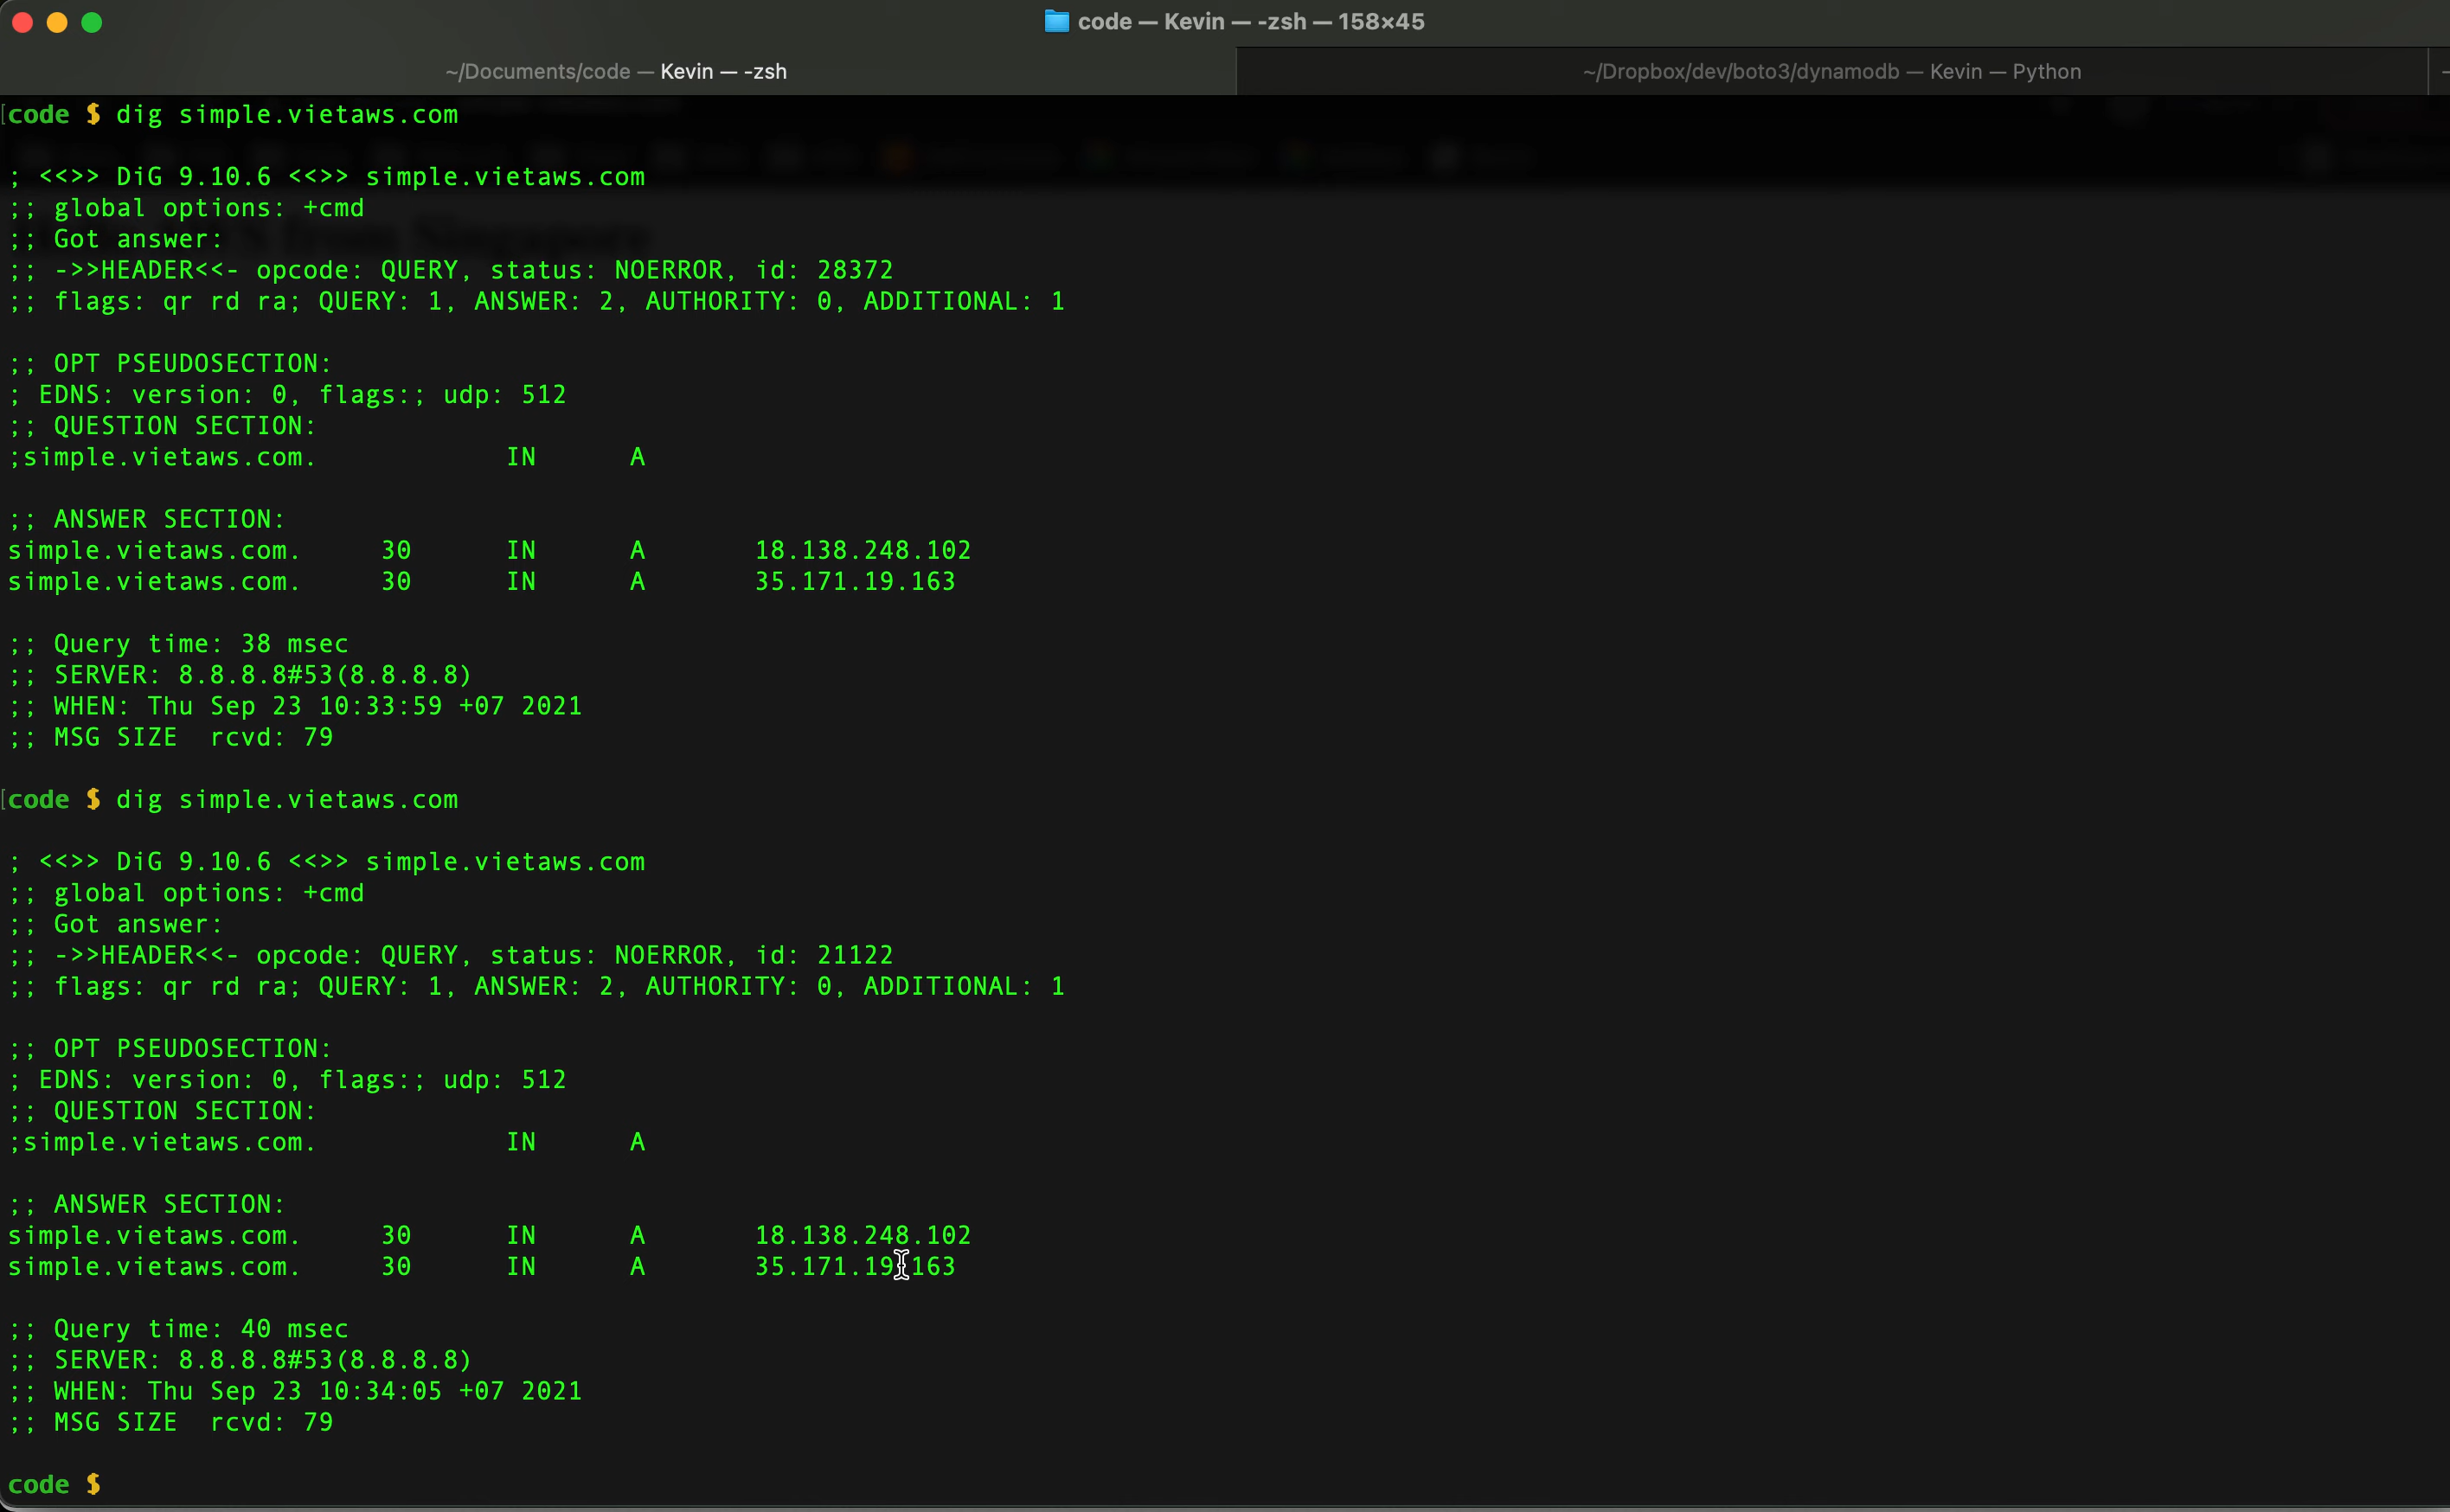 code — Kevin — -zsh — 158×45
~/Documents/code — Kevin — -zsh
~/Dropbox/dev/boto3/dynamodb — Kevin — Python
[code $ dig simple.vietaws.com
; <<>> DiG 9.10.6 <<>> simple.vietaws.com
;; global options: +cmd
;; Got answer:
;; ->>HEADER<<- opcode: QUERY, status: NOERROR, id: 28372
;; flags: qr rd ra; QUERY: 1, ANSWER: 2, AUTHORITY: 0, ADDITIONAL: 1
;; OPT PSEUDOSECTION:
; EDNS: version: 0, flags:; udp: 512
;; QUESTION SECTION:
;simple.vietaws.com. IN A
;; ANSWER SECTION:
simple.vietaws.com. 30 IN A 18.138.248.102
simple.vietaws.com. 30 IN A 35.171.19.163
;; Query time: 38 msec
;; SERVER: 8.8.8.8#53(8.8.8.8)
;; WHEN: Thu Sep 23 10:33:59 +07 2021
;; MSG SIZE rcvd: 79
[code $ dig simple.vietaws.com
; <<>> DiG 9.10.6 <<>> simple.vietaws.com
;; global options: +cmd
;; Got answer:
;; ->>HEADER<<- opcode: QUERY, status: NOERROR, id: 21122
;; flags: qr rd ra; QUERY: 1, ANSWER: 2, AUTHORITY: 0, ADDITIONAL: 1
;; OPT PSEUDOSECTION:
; EDNS: version: 0, flags:; udp: 512
;; QUESTION SECTION:
;simple.vietaws.com. IN A
;; ANSWER SECTION:
simple.vietaws.com. 30 IN A 18.138.248.102
simple.vietaws.com. 30 IN A 35.171.19.163
;; Query time: 40 msec
;; SERVER: 8.8.8.8#53(8.8.8.8)
;; WHEN: Thu Sep 23 10:34:05 +07 2021
;; MSG SIZE rcvd: 79
code $